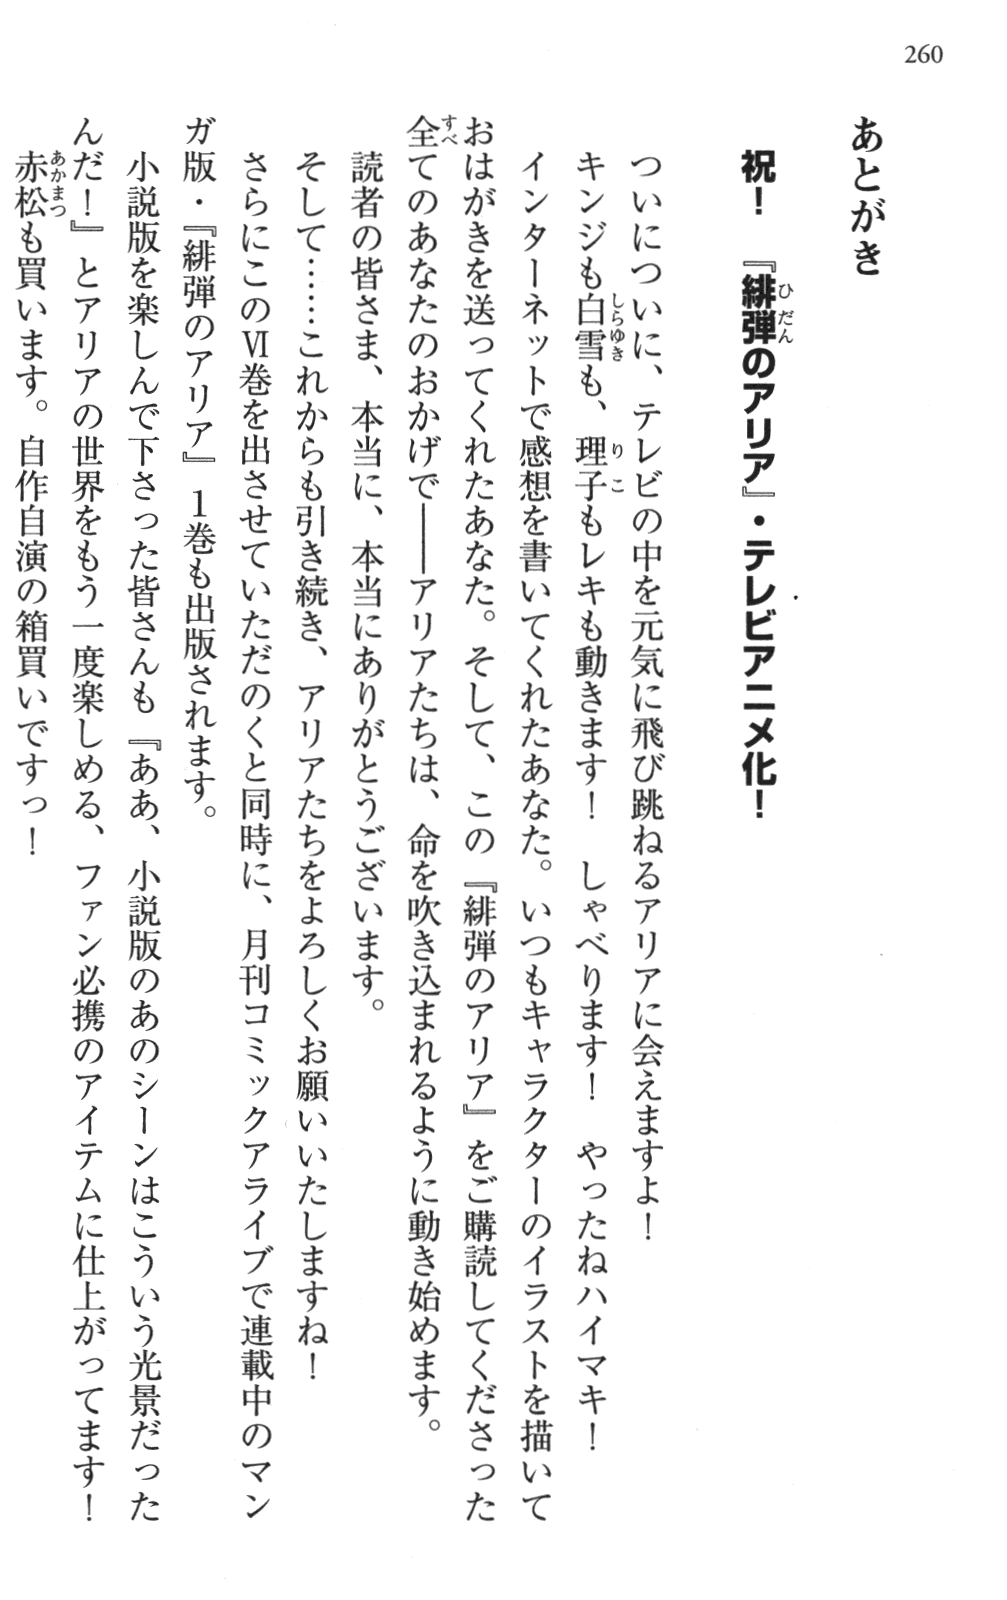 260
あとがき
祝！　『緋弾のアリア』・テレビアニメ化！
ついについに、テレビの中を元気に飛び跳ねるアリアに会えますよ！
キンジも白雪も、理子もレキも動きます！　しゃべります！　やったねハイマキ！
インターネットで感想を書いてくれたあなた。いつもキャラクターのイラストを描いて
おはがきを送ってくれたあなた。そして、この『緋弾のアリア』をご購読してくださった
全てのあなたのおかげで――アリアたちは、命を吹き込まれるように動き始めます。
読者の皆さま、本当に、本当にありがとうございます。
そして……これからも引き続き、アリアたちをよろしくお願いいたしますね！
さらにこのⅥ巻を出させていただのくと同時に、月刊コミックアライブで連載中のマン
ガ版・『緋弾のアリア』１巻も出版されます。
小説版を楽しんで下さった皆さんも『ああ、小説版のあのシーンはこういう光景だった
んだ！』とアリアの世界をもう一度楽しめる、ファン必携のアイテムに仕上がってます！
赤松も買います。自作自演の箱買いですっ！